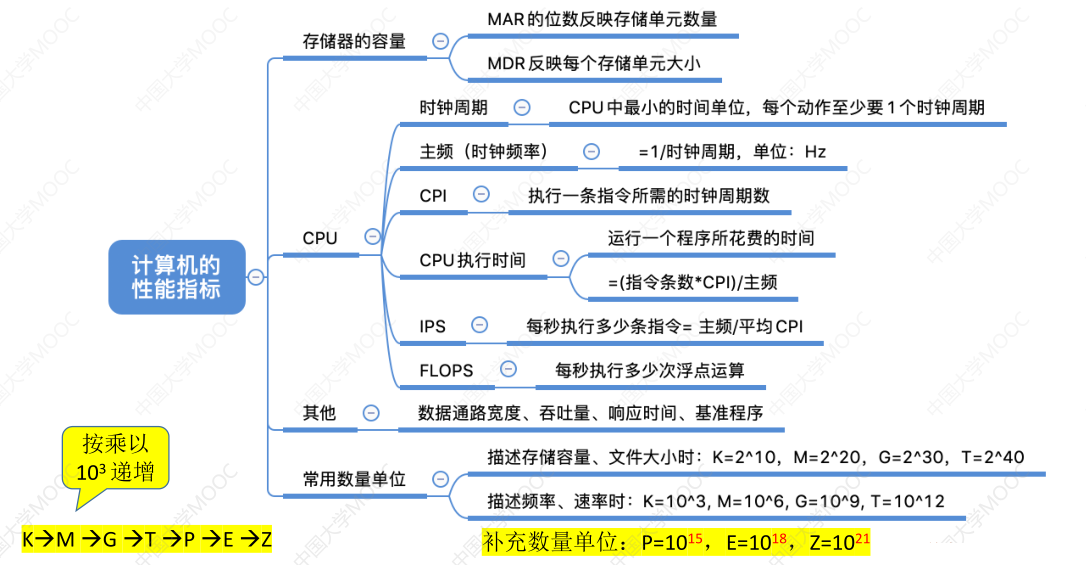 存储器的容量
MAR的位数反映存储单元数量
MDR反映每个存储单元大小
时钟周期
CPU中最小的时间单位，每个动作至少要1个时钟周期
主频（时钟频率）
=1/时钟周期，单位：Hz
CPI
执行一条指令所需的时钟周期数
CPU
CPU执行时间
运行一个程序所花费的时间
=(指令条数*CPI)/主频
计算机的
性能指标
IPS
每秒执行多少条指令= 主频/平均CPI
FLOPS
每秒执行多少次浮点运算
其他
数据通路宽度、吞吐量、响应时间、基准程序
常用数量单位
描述存储容量、文件大小时：K=2^10，M=2^20，G=2^30，T=2^40
描述频率、速率时：K=10^3, M=10^6, G=10^9, T=10^12
按乘以
10³递增
K→M →G →T →P →E →Z
补充数量单位：P=10¹⁵，E=10¹⁸，Z=10²¹
中国大学MOOC